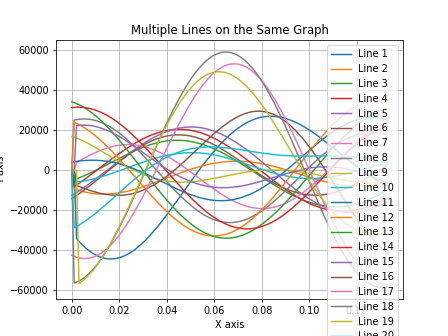 Multiple Lines on the Same Graph
60000
40000
20000
0
−20000
−40000
−60000
0.00
0.02
0.04
0.06
0.08
0.10
X axis
Line 1
Line 2
Line 3
Line 4
Line 5
Line 6
Line 7
Line 8
Line 9
Line 10
Line 11
Line 12
Line 13
Line 14
Line 15
Line 16
Line 17
Line 18
Line 19
Line 20